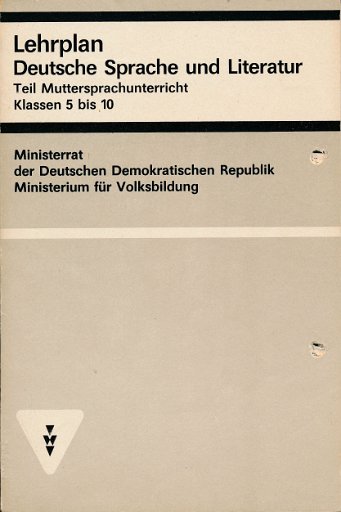 Lehrplan
Deutsche Sprache und Literatur
Teil Muttersprachunterricht
Klassen 5 bis 10
Ministerrat
der Deutschen Demokratischen Republik
Ministerium für Volksbildung